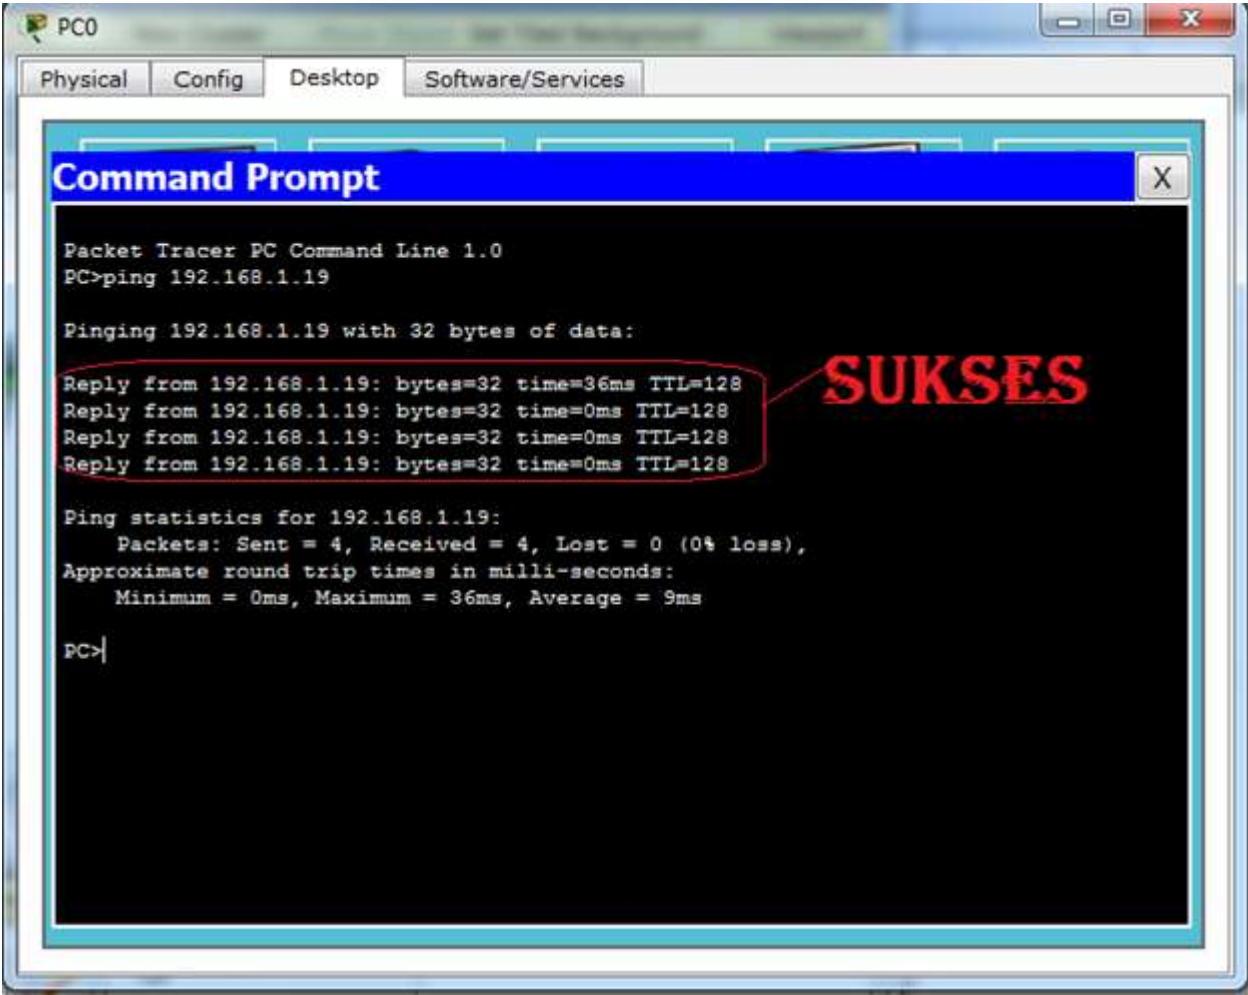 PC0
Physical Config Desktop Software/Services
Command Prompt
X
Packet Tracer PC Command Line 1.0
PC>ping 192.168.1.19
Pinging 192.168.1.19 with 32 bytes of data:
Reply from 192.168.1.19: bytes=32 time=36ms TTL=128
SUKSES
Reply from 192.168.1.19: bytes=32 time=0ms TTL=128
Reply from 192.168.1.19: bytes=32 time=0ms TTL=128
Reply from 192.168.1.19: bytes=32 time=0ms TTL=128
Ping statistics for 192.168.1.19:
Packets: Sent = 4, Received = 4, Lost = 0 (0% loss),
Approximate round trip times in milli-seconds:
Minimum = 0ms, Maximum = 36ms, Average = 9ms
PC>